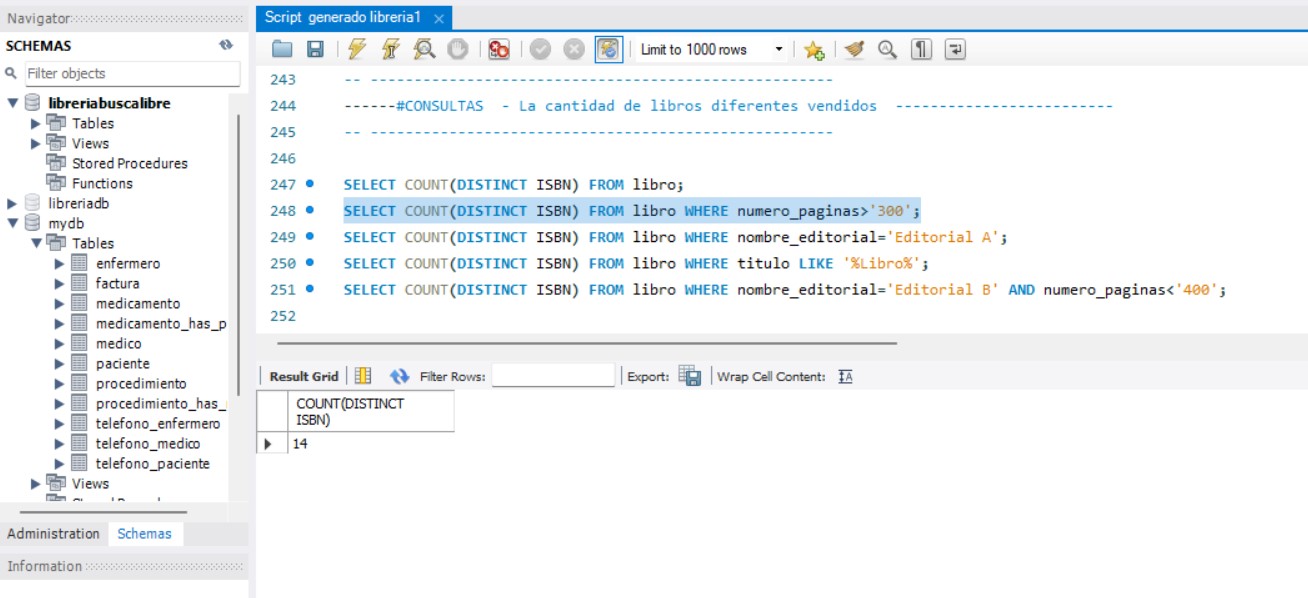 Navigator
SCHEMAS
Filter objects
libreriabuscalibre
Tables
Views
Stored Procedures
Functions
libreriadb
mydb
Tables
enfermero
factura
medicamento
medicamento_has_p
medico
paciente
procedimiento
procedimiento_has_
telefono_enfermero
telefono_medico
telefono_paciente
Views
Administration Schemas
Information
Script generado libreria1
Limit to 1000 rows
243 -- -----------------------------------------------------
244 ------#CONSULTAS - La cantidad de libros diferentes vendidos -------------------------
245 -- -----------------------------------------------------
246
247 SELECT COUNT(DISTINCT ISBN) FROM libro;
248 SELECT COUNT(DISTINCT ISBN) FROM libro WHERE numero_paginas>'300';
249 SELECT COUNT(DISTINCT ISBN) FROM libro WHERE nombre_editorial='Editorial A';
250 SELECT COUNT(DISTINCT ISBN) FROM libro WHERE titulo LIKE '%Libro%';
251 SELECT COUNT(DISTINCT ISBN) FROM libro WHERE nombre_editorial='Editorial B' AND numero_paginas<'400';
252
Result Grid Filter Rows: Export: Wrap Cell Content:
COUNT(DISTINCT
ISBN)
14